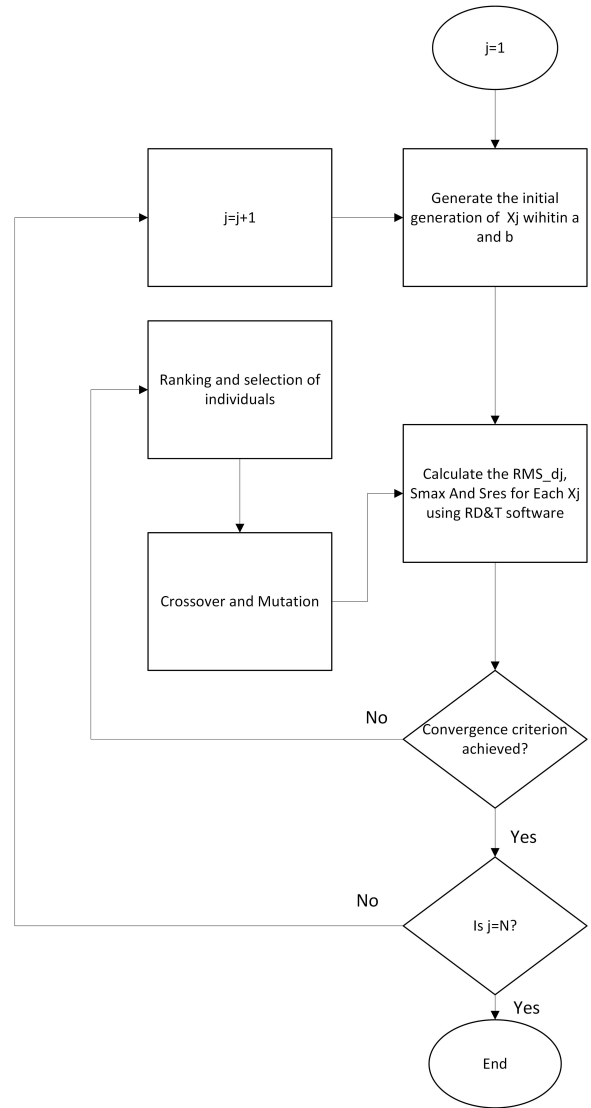 j=1
Generate the initial
generation of  Xj wihitin a
and b
j=j+1
Ranking and selection of
individuals
Calculate the RMS_dj,
Smax And Sres for Each Xj
using RD&T software
Crossover and Mutation
No
Convergence criterion
achieved?
Yes
No
Is j=N?
Yes
End